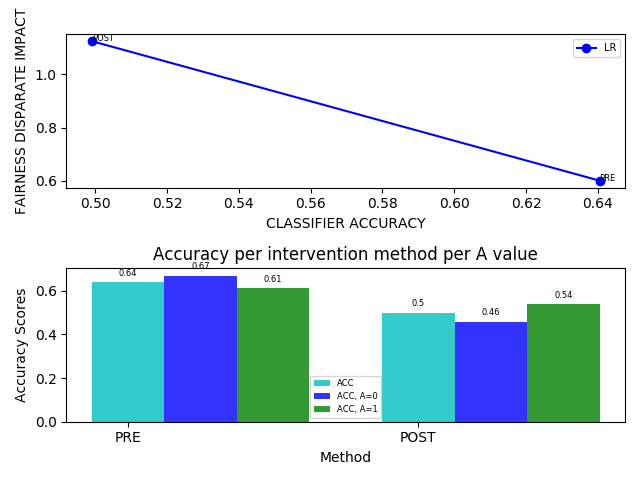 FAIRNESS DISPARATE IMPACT
1.0
0.8
0.6
POST
LR
PRE
0.50 0.52 0.54 0.56 0.58 0.60 0.62 0.64
CLASSIFIER ACCURACY
Accuracy per intervention method per A value
Accuracy Scores
0.6
0.4
0.2
0.0
0.64 0.67 0.61 0.5 0.46 0.54
ACC
ACC, A=0
ACC, A=1
PRE POST
Method